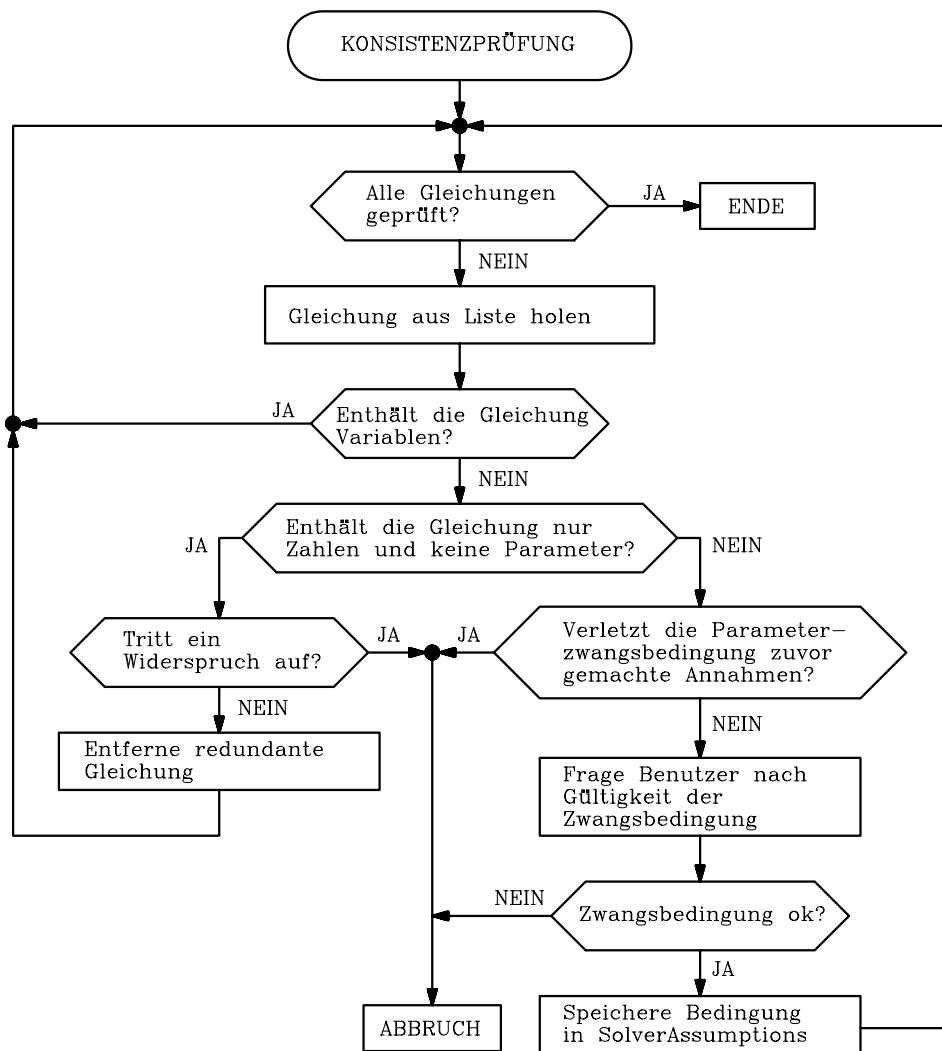 KONSISTENZPRÜFUNG
Alle Gleichungen
geprüft?
JA
ENDE
NEIN
Gleichung aus Liste holen
JA
Enthält die Gleichung
Variablen?
NEIN
Enthält die Gleichung nur
Zahlen und keine Parameter?
JA
NEIN
Tritt ein
Widerspruch auf?
JA
JA
Verletzt die Parameter-
zwangsbedingung zuvor
gemachte Annahmen?
NEIN
NEIN
Entferne redundante
Gleichung
Frage Benutzer nach
Gültigkeit der
Zwangsbedingung
NEIN
Zwangsbedingung ok?
JA
ABBRUCH
Speichere Bedingung
in SolverAssumptions